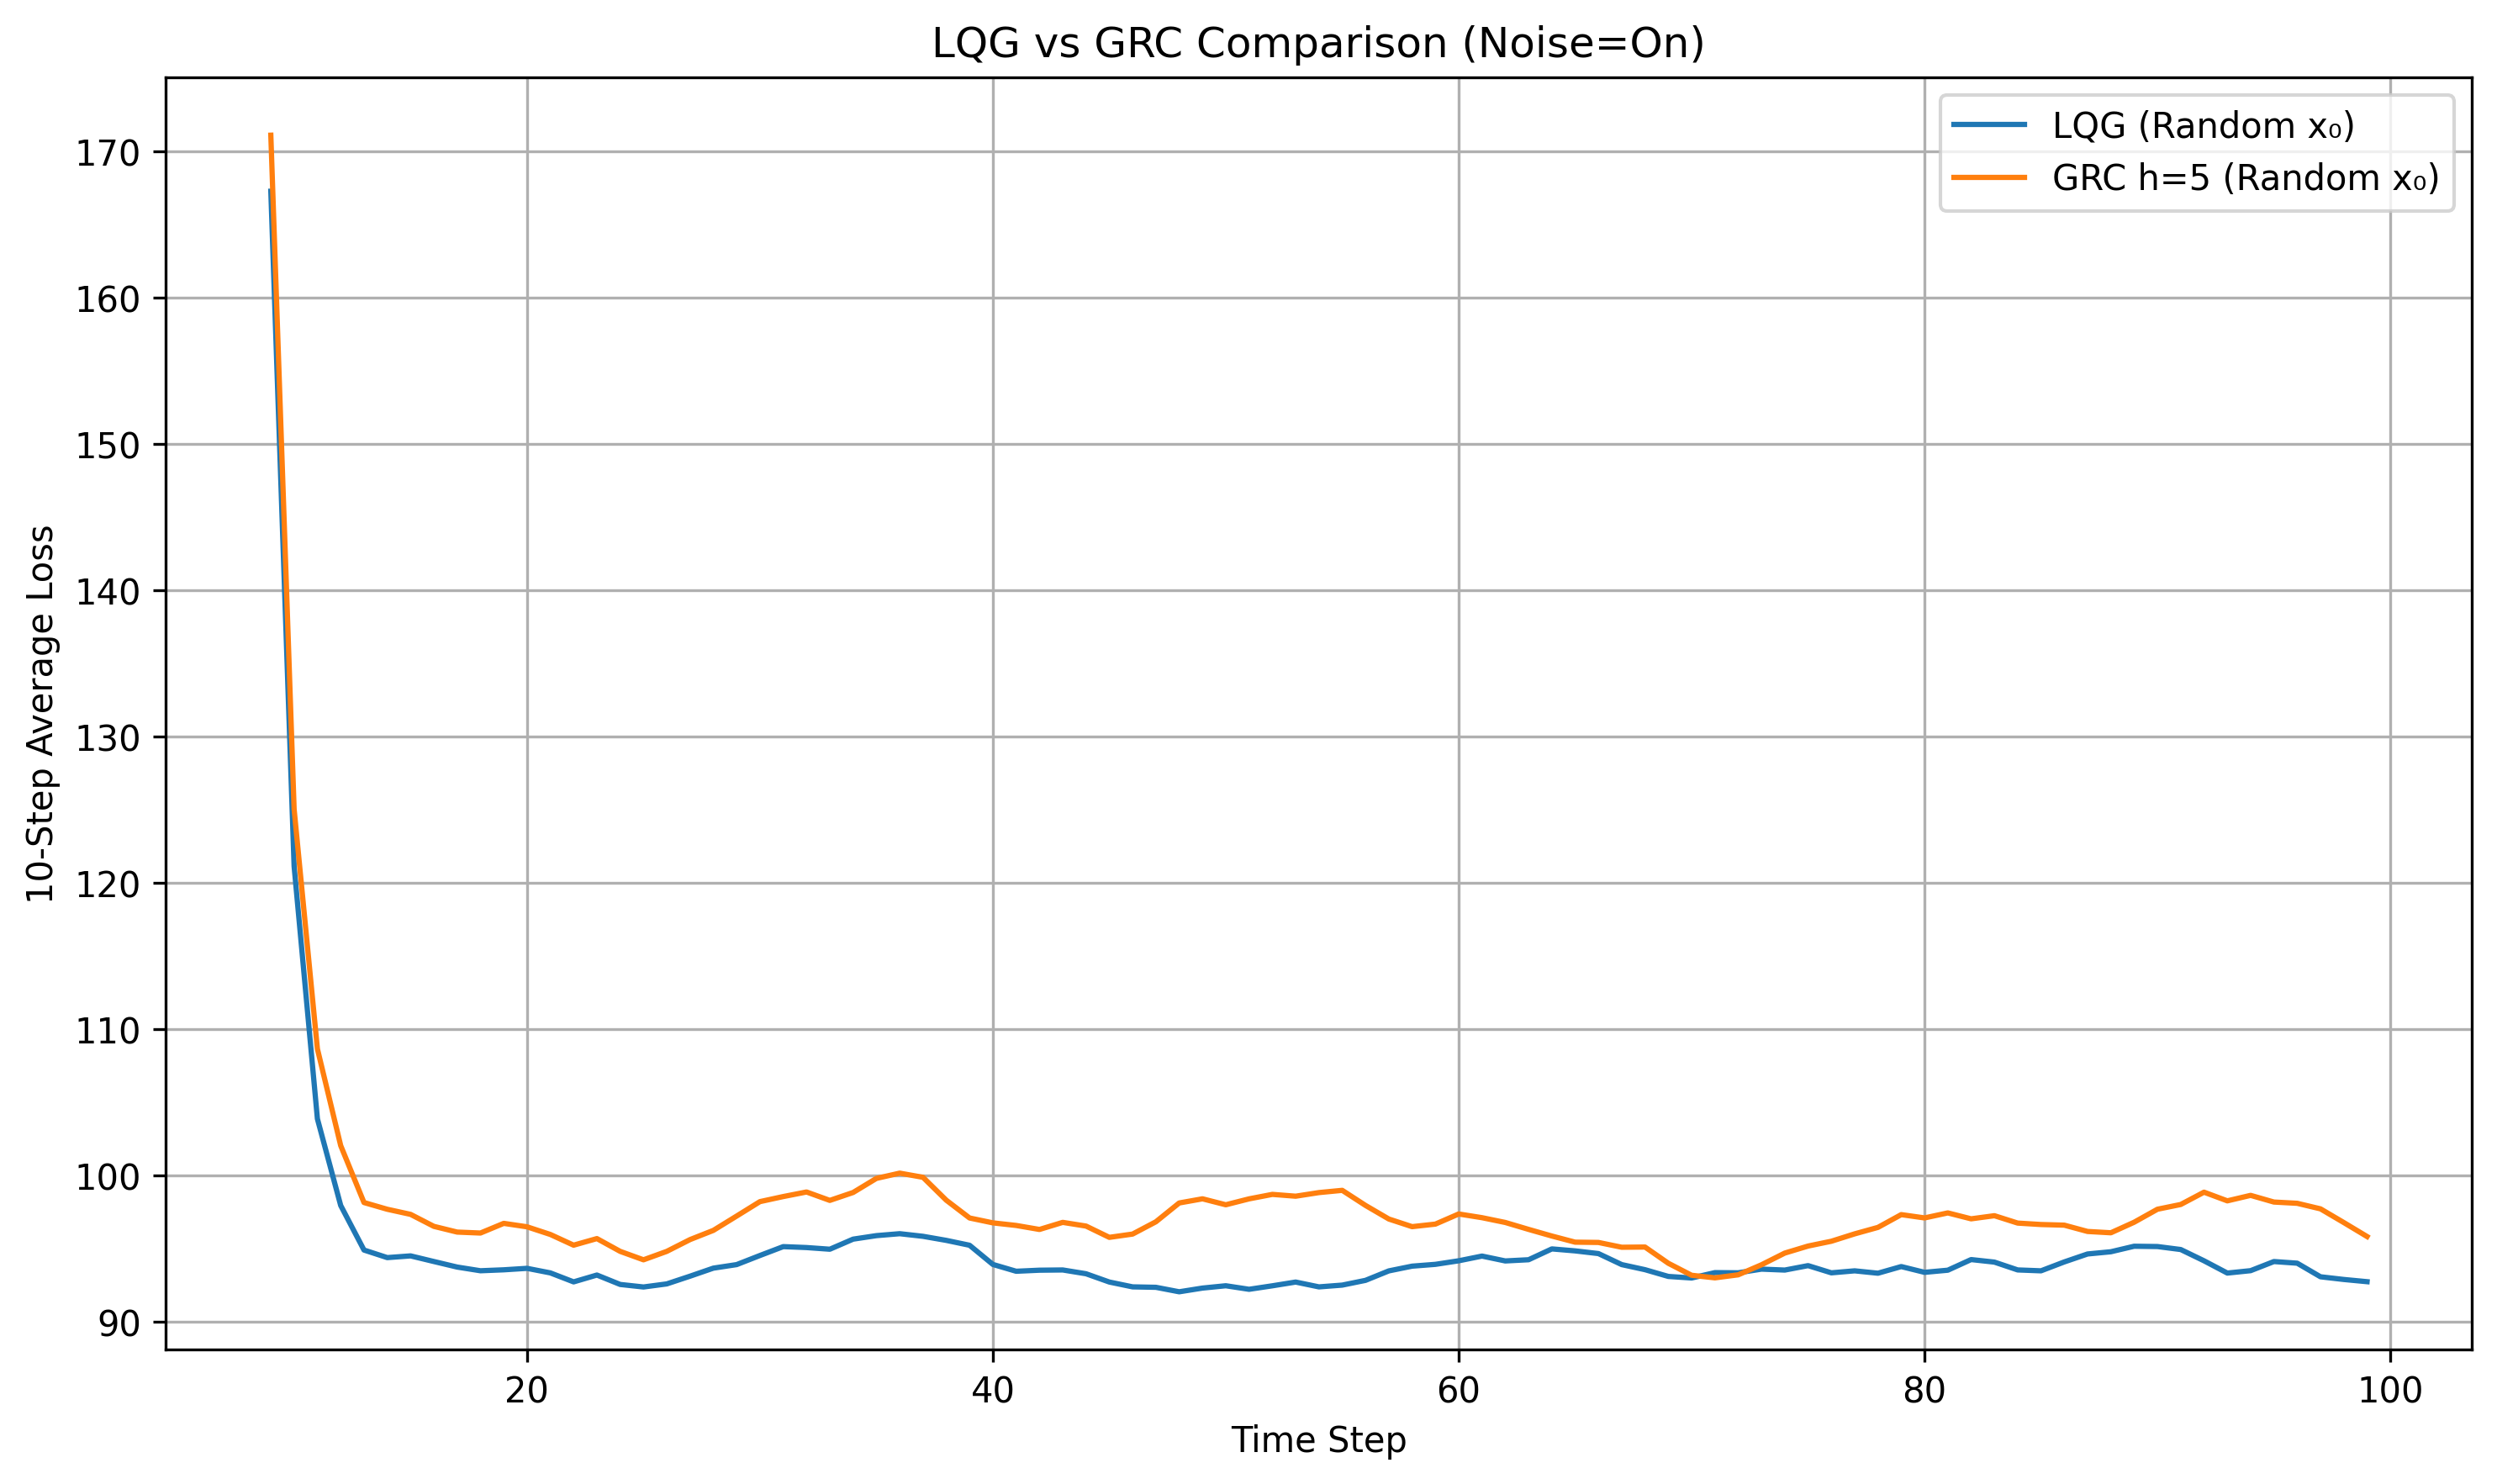 LQG vs GRC Comparison (Noise=On)
LQG (Random x₀)
GRC h=5 (Random x₀)
10-Step Average Loss
170
160
150
140
130
120
110
100
90
20 40 60 80 100
Time Step